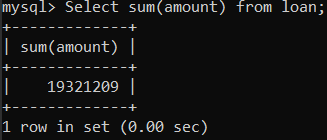 mysql> Select sum(amount) from loan;
+-------------+
| sum(amount) |
+-------------+
|    19321209 |
+-------------+
1 row in set (0.00 sec)